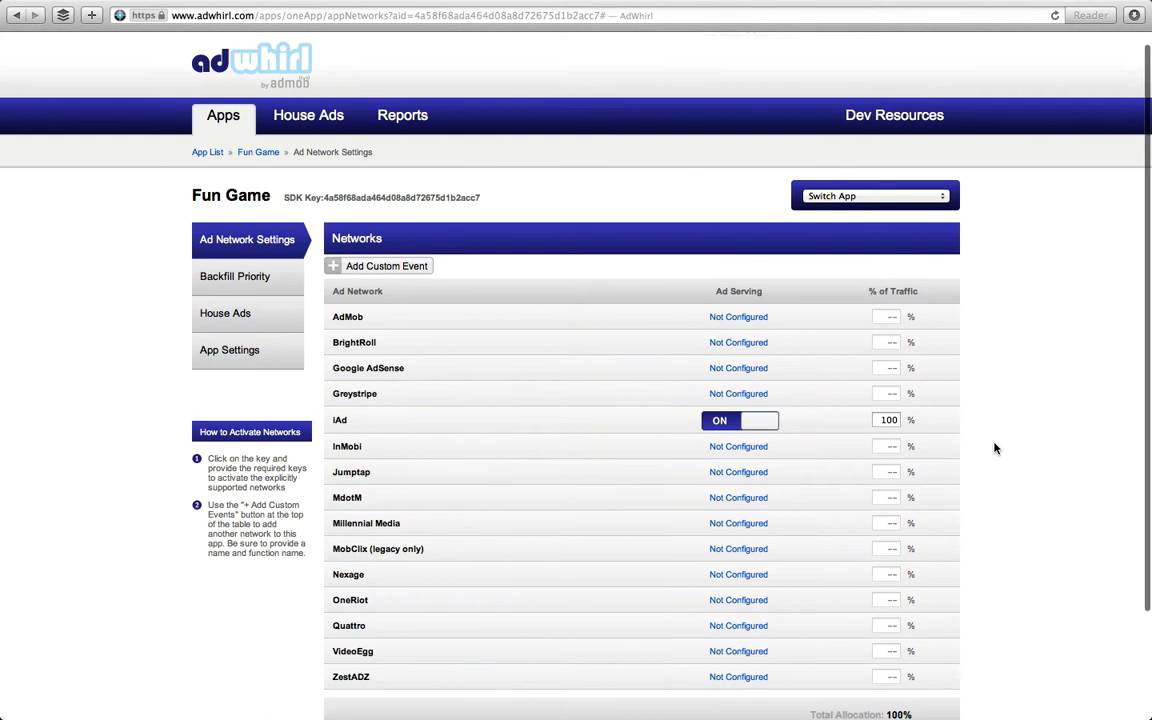 https www.adwhirl.com/apps/oneApp/appNetworks?aid=4a58f68ada464d08a8d72675d1b2acc7# — AdWhirl Reader
adwhirl
by admob
Apps House Ads Reports Dev Resources
App List » Fun Game » Ad Network Settings
Fun Game SDK Key:4a58f68ada464d08a8d72675d1b2acc7 Switch App
Ad Network Settings
Backfill Priority
House Ads
App Settings
How to Activate Networks
1 Click on the key and
provide the required keys
to activate the explicitly
supported networks
2 Use the "+ Add Custom
Events" button at the top
of the table to add
another network to this
app. Be sure to provide a
name and function name.
Networks
+ Add Custom Event
Ad Network Ad Serving % of Traffic
AdMob Not Configured -- %
BrightRoll Not Configured -- %
Google AdSense Not Configured -- %
Greystripe Not Configured -- %
iAd ON 100 %
InMobi Not Configured -- %
Jumptap Not Configured -- %
MdotM Not Configured -- %
Millennial Media Not Configured -- %
MobClix (legacy only) Not Configured -- %
Nexage Not Configured -- %
OneRiot Not Configured -- %
Quattro Not Configured -- %
VideoEgg Not Configured -- %
ZestADZ Not Configured -- %
Total Allocation: 100%